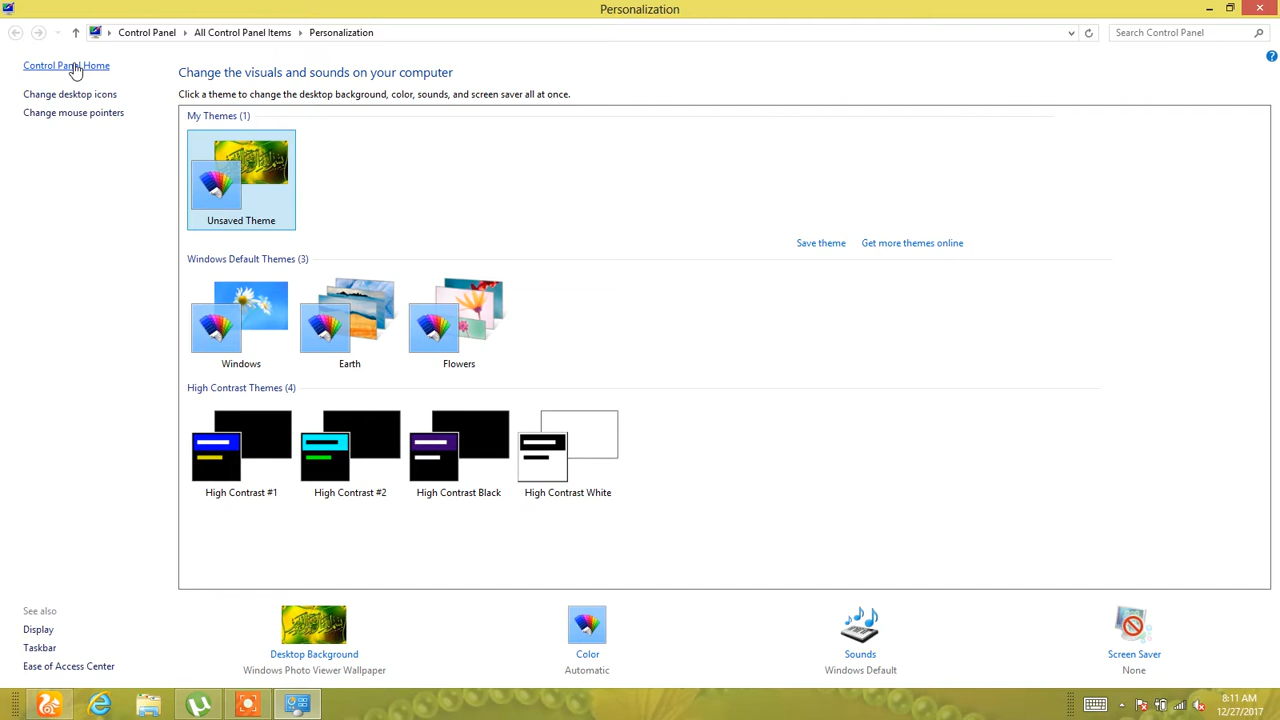 Personalization
Control Panel
All Control Panel Items
Personalization
Search Control Panel
Control Panel Home
Change desktop icons
Change mouse pointers
Change the visuals and sounds on your computer
Click a theme to change the desktop background, color, sounds, and screen saver all at once.
My Themes (1)
Unsaved Theme
Save theme
Get more themes online
Windows Default Themes (3)
Windows
Earth
Flowers
High Contrast Themes (4)
High Contrast #1
High Contrast #2
High Contrast Black
High Contrast White
See also
Display
Taskbar
Ease of Access Center
Desktop Background
Windows Photo Viewer Wallpaper
Color
Automatic
Sounds
Windows Default
Screen Saver
None
8:11 AM
12/27/2017